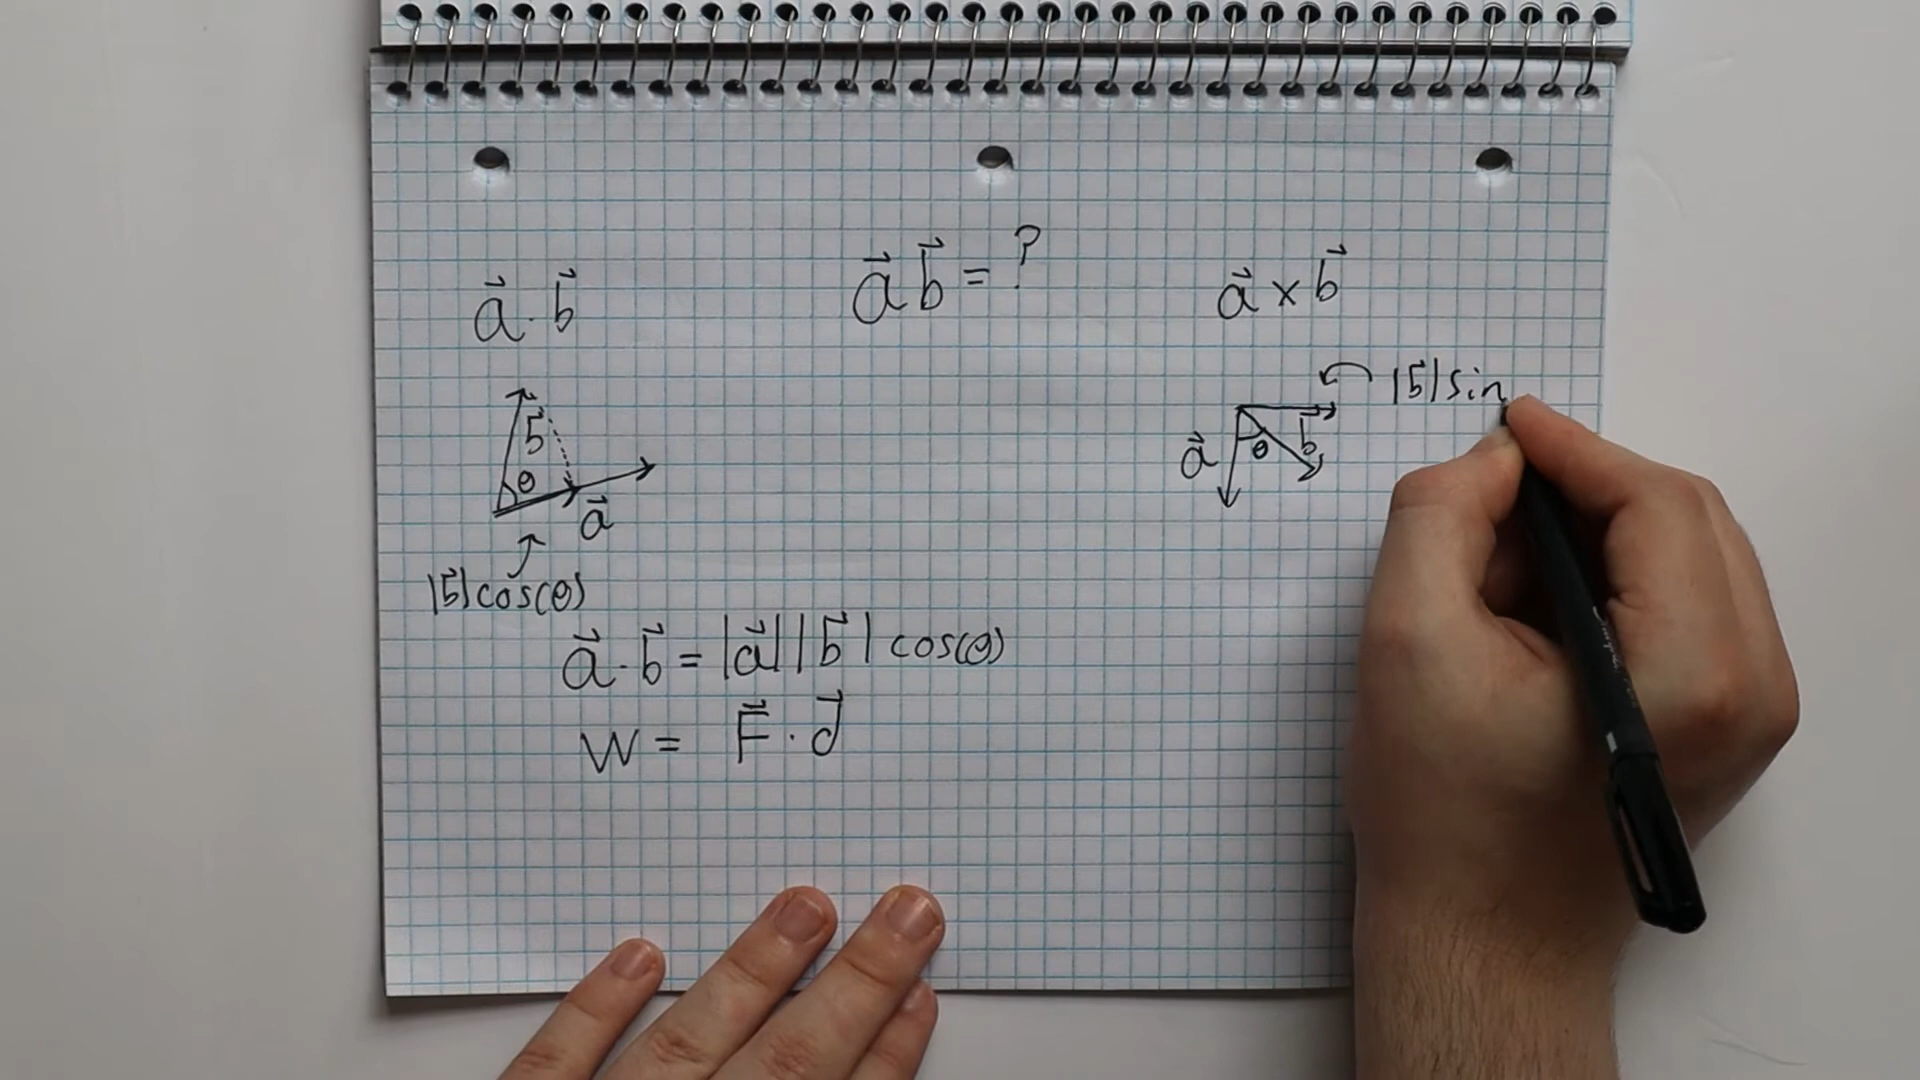 a⃗ · b⃗
a⃗ b⃗ = ?
a⃗ × b⃗
b⃗
θ
a⃗
|b⃗| cos(θ)
|b⃗| sin
a⃗
θ
b⃗
a⃗ · b⃗ = |a⃗| |b⃗| cos(θ)
W = F⃗ · d⃗